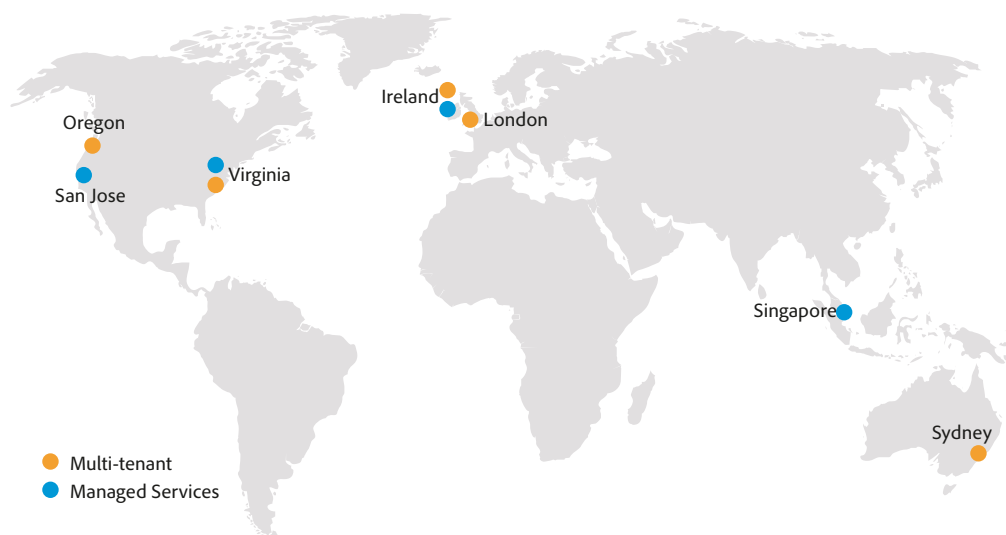 Ireland
London
Oregon
Virginia
San Jose
Singapore
Sydney
Multi-tenant
Managed Services